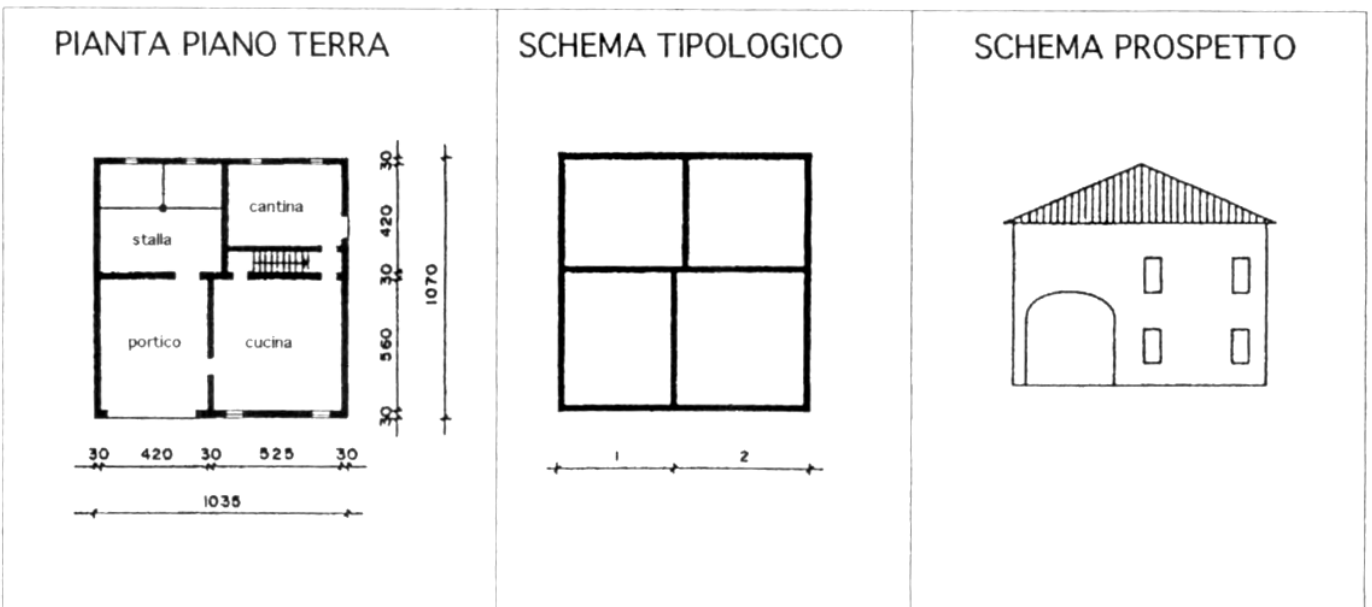 PIANTA PIANO TERRA
SCHEMA TIPOLOGICO
SCHEMA PROSPETTO
cantina
stalla
portico
cucina
30
420
30
560
30
1070
30 420 30 525 30
1035
1 2